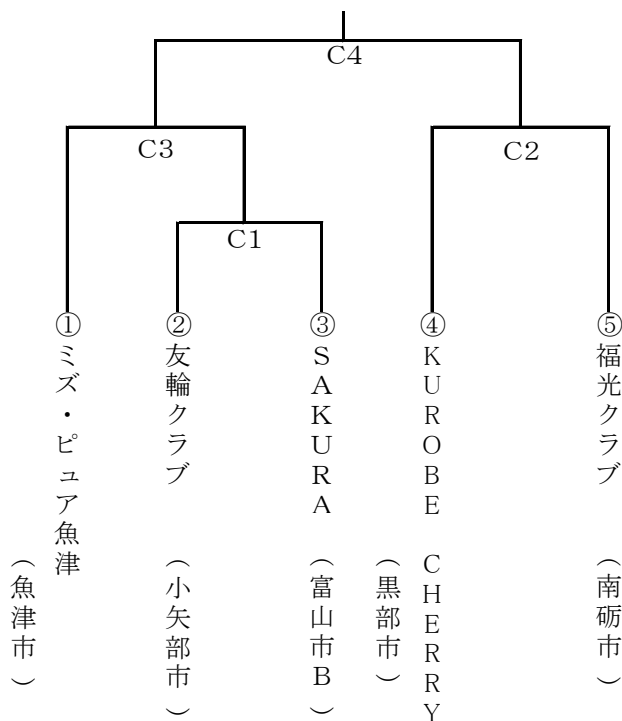 C4
C3
C2
C1
① ミズ・ピュア魚津
（魚津市）
② 友輪クラブ （小矢部市）
③ SAKURA （富山市B）
④ KUROBE CHERRY
（黒部市）
⑤ 福光クラブ （南砺市）